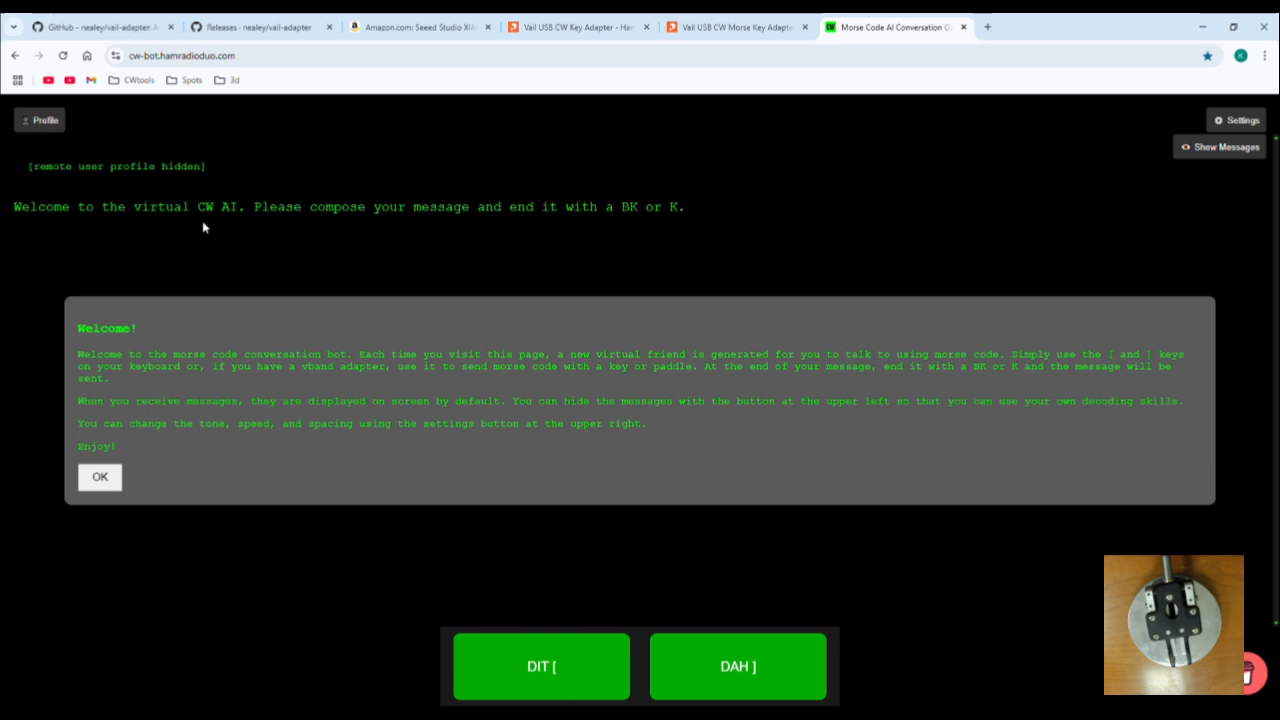 GitHub - nealey/vail-adapter: A
Releases - nealey/vail-adapter
Amazon.com: Seeed Studio XIA
Vail USB CW Key Adapter - Har
Vail USB CW Morse Key Adapte
Morse Code AI Conversation G
cw-bot.hamradioduo.com
K
CWtools
Spots
3d
Profile
Settings
Show Messages
[remote user profile hidden]
Welcome to the virtual CW AI. Please compose your message and end it with a BK or K.
Welcome!
Welcome to the morse code conversation bot. Each time you visit this page, a new virtual friend is generated for you to talk to using morse code. Simply use the [ and ] keys
on your keyboard or, if you have a vband adapter, use it to send morse code with a key or paddle. At the end of your message, end it with a BK or K and the message will be
sent.
When you receive messages, they are displayed on screen by default. You can hide the messages with the button at the upper left so that you can use your own decoding skills.
You can change the tone, speed, and spacing using the settings button at the upper right.
Enjoy!
OK
DIT [
DAH ]